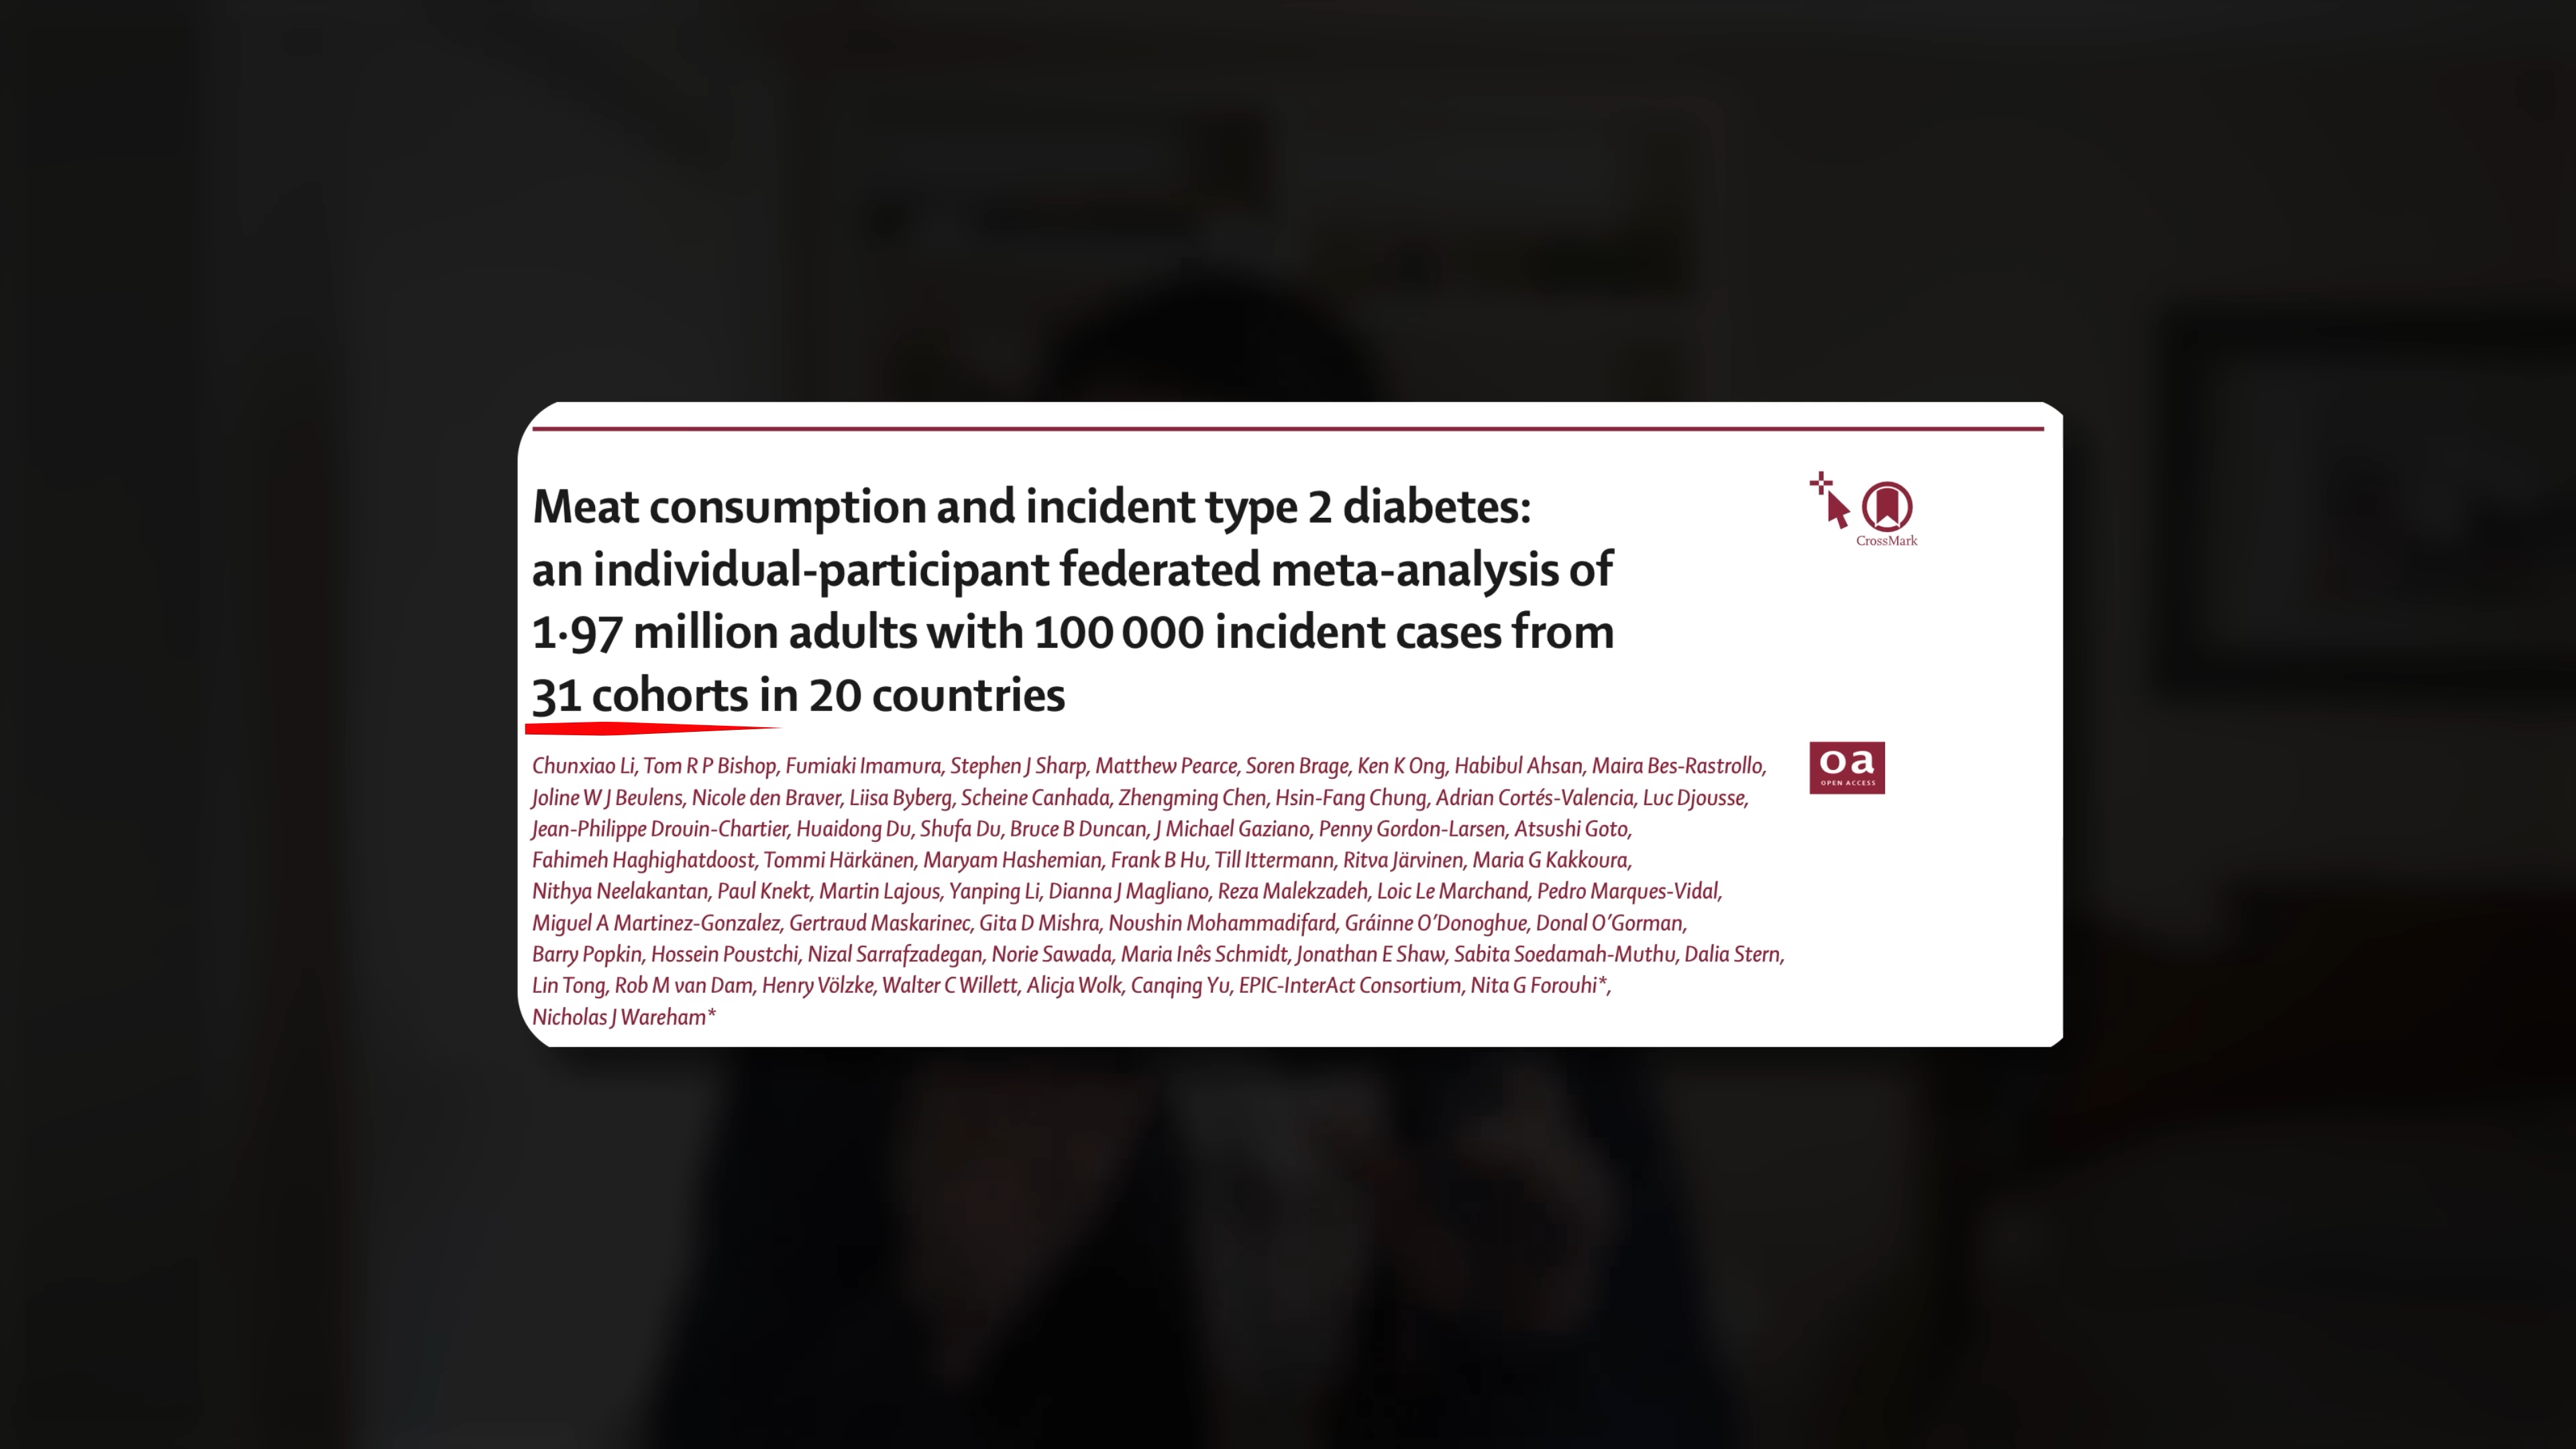 Meat consumption and incident type 2 diabetes:
an individual-participant federated meta-analysis of
1·97 million adults with 100 000 incident cases from
31 cohorts in 20 countries
CrossMark
Chunxiao Li, Tom R P Bishop, Fumiaki Imamura, Stephen J Sharp, Matthew Pearce, Soren Brage, Ken K Ong, Habibul Ahsan, Maira Bes-Rastrollo,
Joline W J Beulens, Nicole den Braver, Liisa Byberg, Scheine Canhada, Zhengming Chen, Hsin-Fang Chung, Adrian Cortés-Valencia, Luc Djousse,
Jean-Philippe Drouin-Chartier, Huaidong Du, Shufa Du, Bruce B Duncan, J Michael Gaziano, Penny Gordon-Larsen, Atsushi Goto,
Fahimeh Haghighatdoost, Tommi Härkänen, Maryam Hashemian, Frank B Hu, Till Ittermann, Ritva Järvinen, Maria G Kakkoura,
Nithya Neelakantan, Paul Knekt, Martin Lajous, Yanping Li, Dianna J Magliano, Reza Malekzadeh, Loic Le Marchand, Pedro Marques-Vidal,
Miguel A Martinez-Gonzalez, Gertraud Maskarinec, Gita D Mishra, Noushin Mohammadifard, Gráinne O’Donoghue, Donal O’Gorman,
Barry Popkin, Hossein Poustchi, Nizal Sarrafzadegan, Norie Sawada, Maria Inês Schmidt, Jonathan E Shaw, Sabita Soedamah-Muthu, Dalia Stern,
Lin Tong, Rob M van Dam, Henry Völzke, Walter C Willett, Alicja Wolk, Canqing Yu, EPIC-InterAct Consortium, Nita G Forouhi*,
Nicholas J Wareham*
oa
OPEN ACCESS